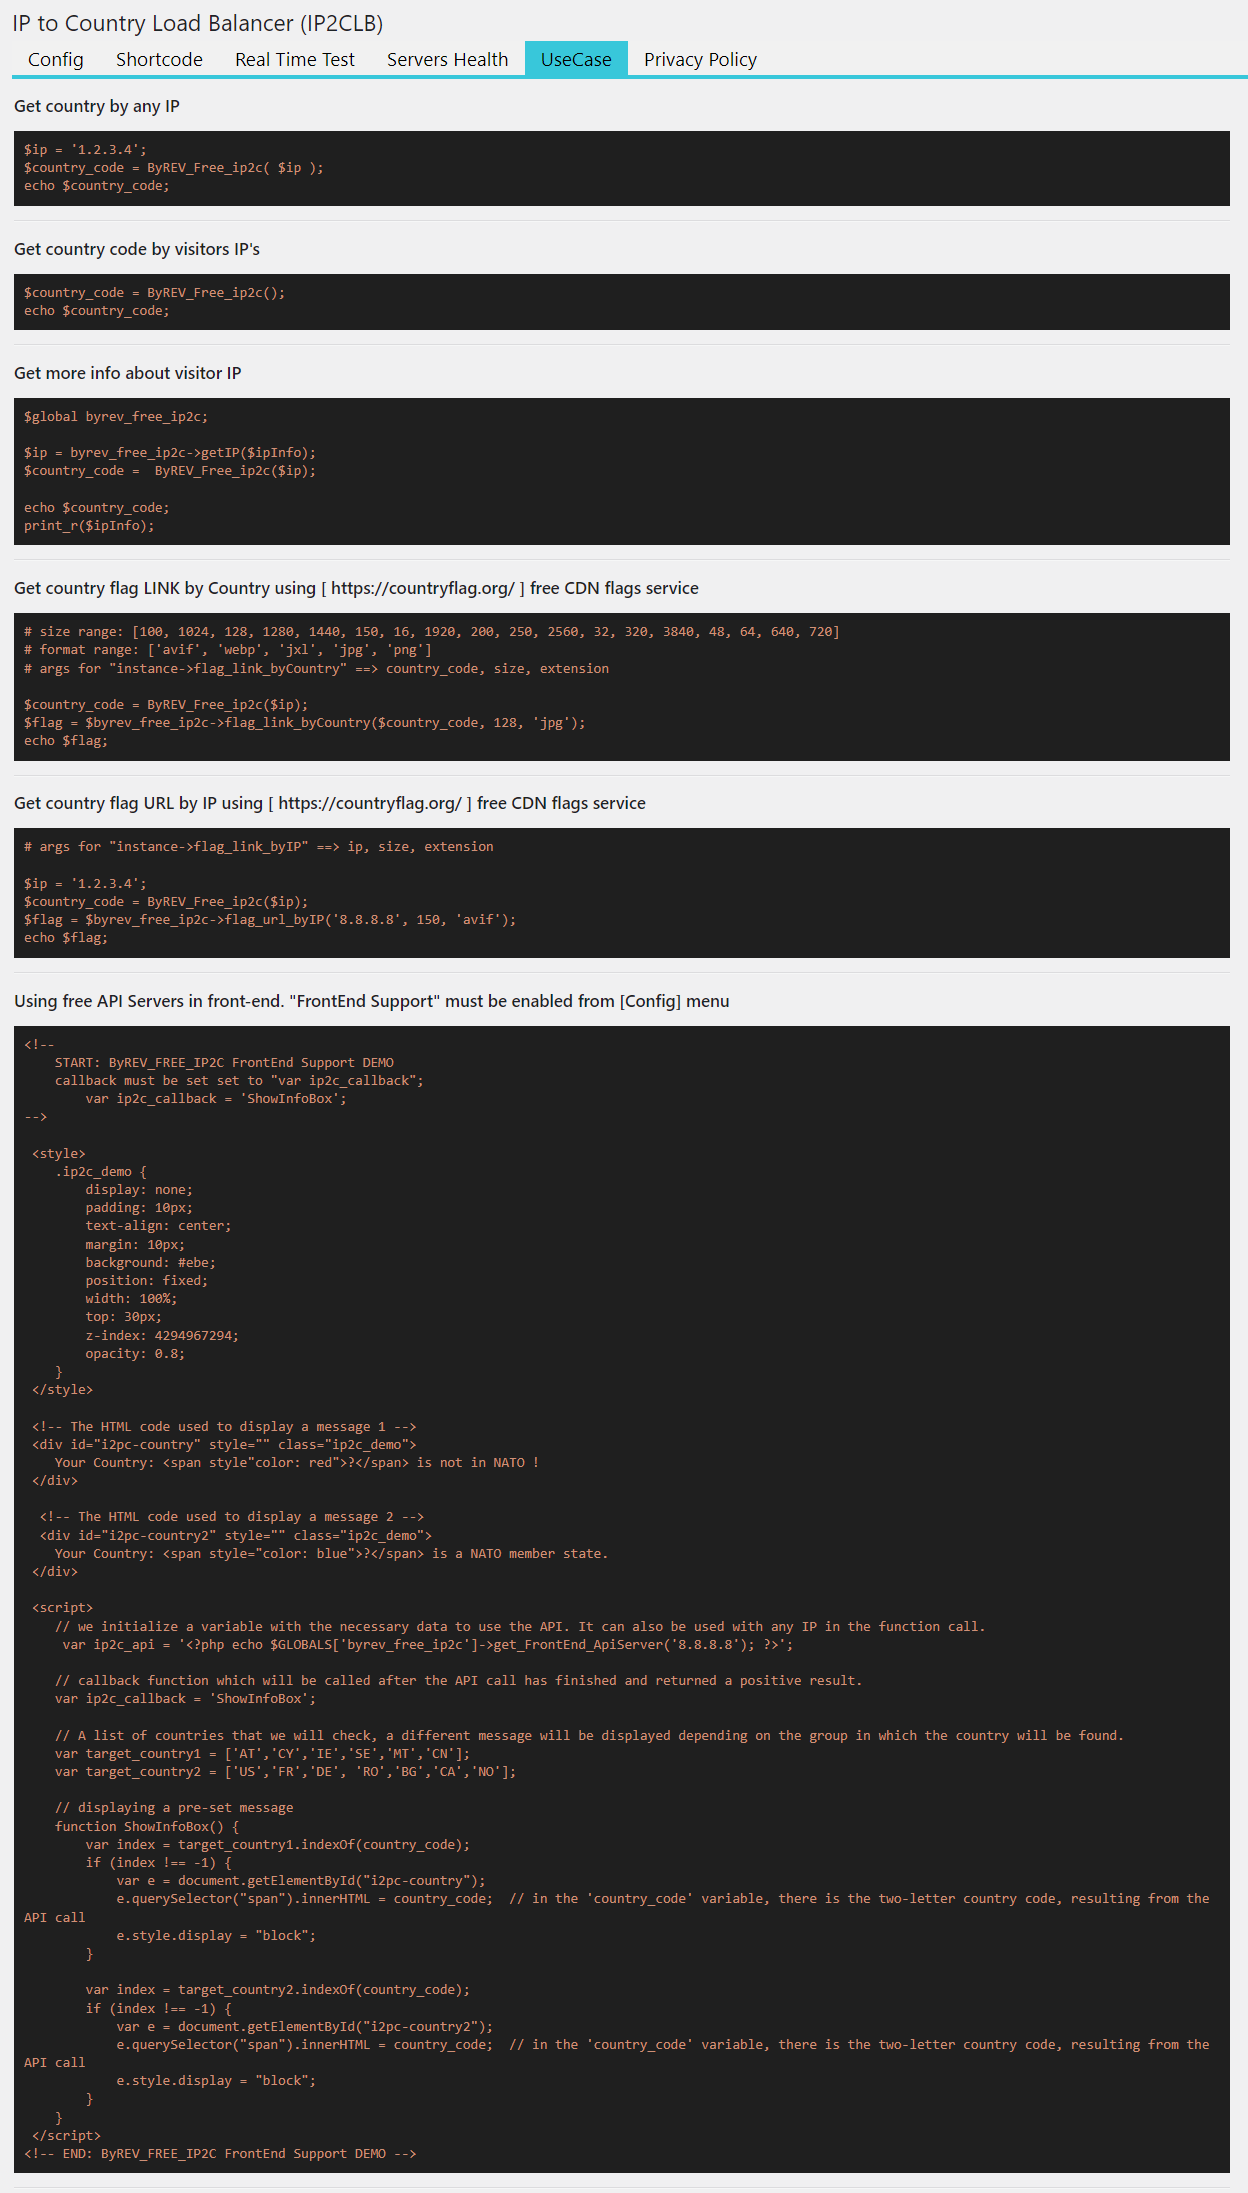 IP to Country Load Balancer (IP2CLB)
Config Shortcode Real Time Test Servers Health UseCase Privacy Policy
Get country by any IP
$ip = '1.2.3.4';
$country_code = ByREV_Free_ip2c( $ip );
echo $country_code;
Get country code by visitors IP's
$country_code = ByREV_Free_ip2c();
echo $country_code;
Get more info about visitor IP
$global byrev_free_ip2c;
$ip = byrev_free_ip2c->getIP($ipInfo);
$country_code =  ByREV_Free_ip2c($ip);
echo $country_code;
print_r($ipInfo);
Get country flag LINK by Country using [ https://countryflag.org/ ] free CDN flags service
# size range: [100, 1024, 128, 1280, 1440, 150, 16, 1920, 200, 250, 2560, 32, 320, 3840, 48, 64, 640, 720]
# format range: ['avif', 'webp', 'jxl', 'jpg', 'png']
# args for "instance->flag_link_byCountry" ==> country_code, size, extension
$country_code = ByREV_Free_ip2c($ip);
$flag = $byrev_free_ip2c->flag_link_byCountry($country_code, 128, 'jpg');
echo $flag;
Get country flag URL by IP using [ https://countryflag.org/ ] free CDN flags service
# args for "instance->flag_link_byIP" ==> ip, size, extension
$ip = '1.2.3.4';
$country_code = ByREV_Free_ip2c($ip);
$flag = $byrev_free_ip2c->flag_url_byIP('8.8.8.8', 150, 'avif');
echo $flag;
Using free API Servers in front-end. "FrontEnd Support" must be enabled from [Config] menu
<!--
    START: ByREV_FREE_IP2C FrontEnd Support DEMO
    callback must be set set to "var ip2c_callback";
        var ip2c_callback = 'ShowInfoBox';
-->
 <style>
    .ip2c_demo {
        display: none;
        padding: 10px;
        text-align: center;
        margin: 10px;
        background: #ebe;
        position: fixed;
        width: 100%;
        top: 30px;
        z-index: 4294967294;
        opacity: 0.8;
    }
 </style>
 <!-- The HTML code used to display a message 1 -->
 <div id="i2pc-country" style="" class="ip2c_demo">
    Your Country: <span style"color: red">?</span> is not in NATO !
 </div>
  <!-- The HTML code used to display a message 2 -->
  <div id="i2pc-country2" style="" class="ip2c_demo">
    Your Country: <span style="color: blue">?</span> is a NATO member state.
 </div>
 <script>
    // we initialize a variable with the necessary data to use the API. It can also be used with any IP in the function call.
     var ip2c_api = '<?php echo $GLOBALS['byrev_free_ip2c']->get_FrontEnd_ApiServer('8.8.8.8'); ?>';
    // callback function which will be called after the API call has finished and returned a positive result.
    var ip2c_callback = 'ShowInfoBox';
    // A list of countries that we will check, a different message will be displayed depending on the group in which the country will be found.
    var target_country1 = ['AT','CY','IE','SE','MT','CN'];
    var target_country2 = ['US','FR','DE', 'RO','BG','CA','NO'];
    // displaying a pre-set message
    function ShowInfoBox() {
        var index = target_country1.indexOf(country_code);
        if (index !== -1) {
            var e = document.getElementById("i2pc-country");
            e.querySelector("span").innerHTML = country_code;  // in the 'country_code' variable, there is the two-letter country code, resulting from the
API call
            e.style.display = "block";
        }
        var index = target_country2.indexOf(country_code);
        if (index !== -1) {
            var e = document.getElementById("i2pc-country2");
            e.querySelector("span").innerHTML = country_code;  // in the 'country_code' variable, there is the two-letter country code, resulting from the
API call
            e.style.display = "block";
        }
    }
 </script>
<!-- END: ByREV_FREE_IP2C FrontEnd Support DEMO -->